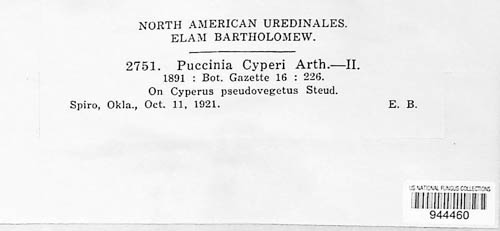 NORTH AMERICAN UREDINALES.
ELAM BARTHOLOMEW.
2751. Puccinia Cyperi Arth.—II.
1891 : Bot. Gazette 16 : 226.
On Cyperus pseudovegetus Steud.
Spiro, Okla., Oct. 11, 1921. E. B.
US NATIONAL FUNGUS COLLECTIONS
944460